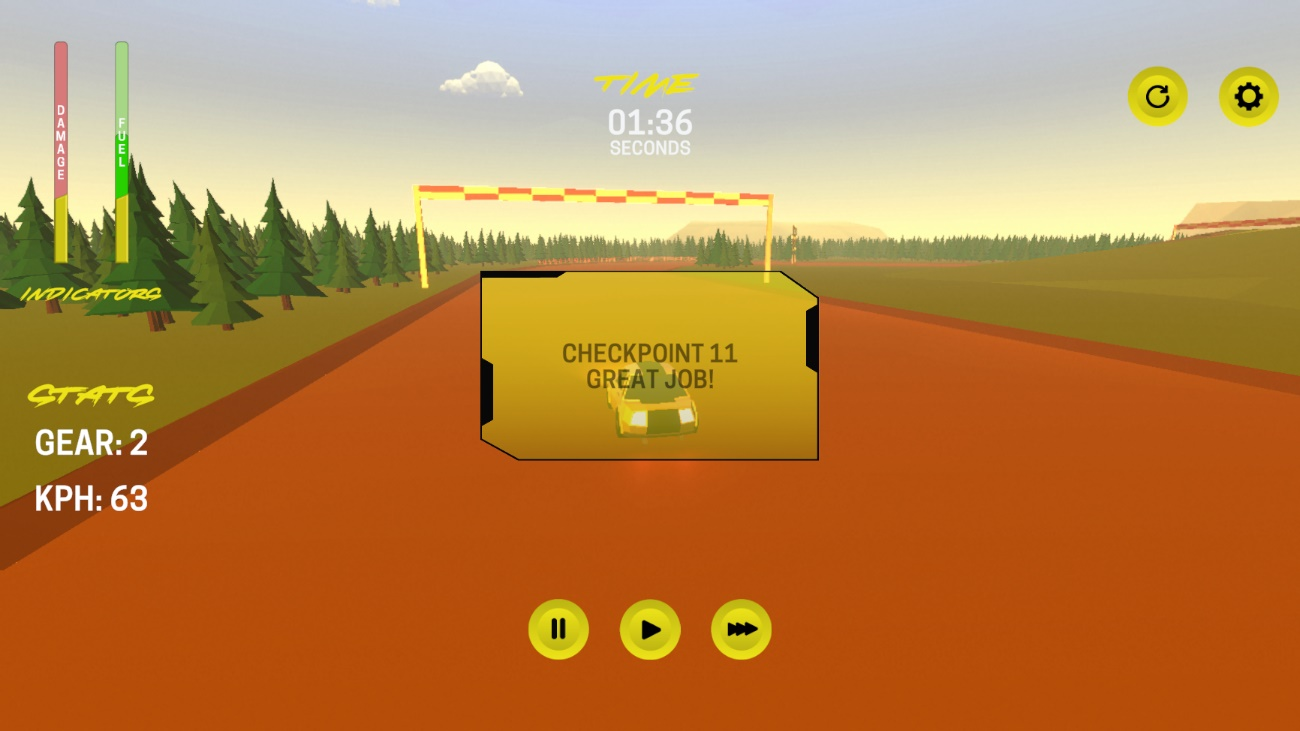 DAMAGE
FUEL
INDICATORS
TIME
01:36
SECONDS
STATS
GEAR: 2
KPH: 63
CHECKPOINT 11
GREAT JOB!